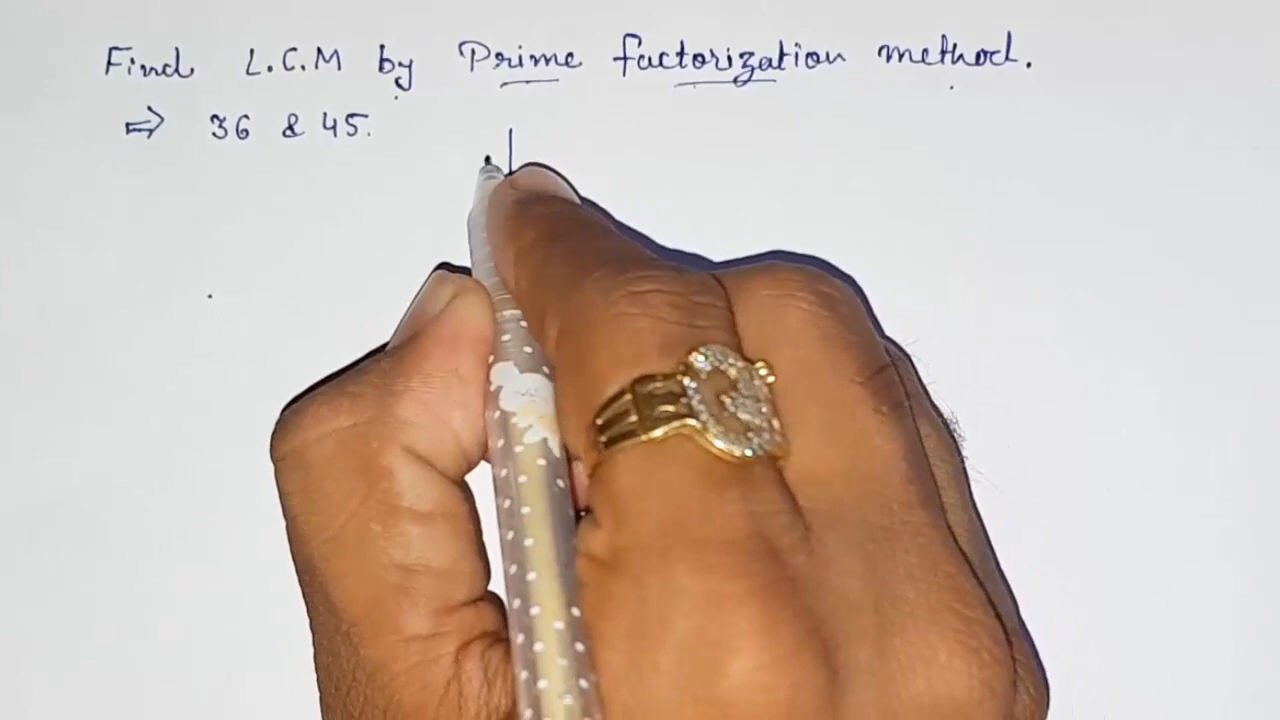 Find L.C.M by Prime factorization method.
⇒ 36 & 45.